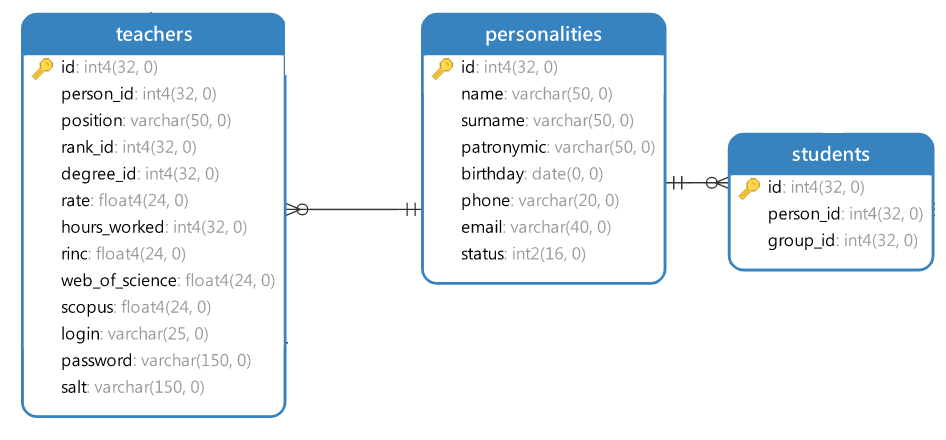 teachers
id: int4(32, 0)
person_id: int4(32, 0)
position: varchar(50, 0)
rank_id: int4(32, 0)
degree_id: int4(32, 0)
rate: float4(24, 0)
hours_worked: int4(32, 0)
rinc: float4(24, 0)
web_of_science: float4(24, 0)
scopus: float4(24, 0)
login: varchar(25, 0)
password: varchar(150, 0)
salt: varchar(150, 0)
personalities
id: int4(32, 0)
name: varchar(50, 0)
surname: varchar(50, 0)
patronymic: varchar(50, 0)
birthday: date(0, 0)
phone: varchar(20, 0)
email: varchar(40, 0)
status: int2(16, 0)
students
id: int4(32, 0)
person_id: int4(32, 0)
group_id: int4(32, 0)